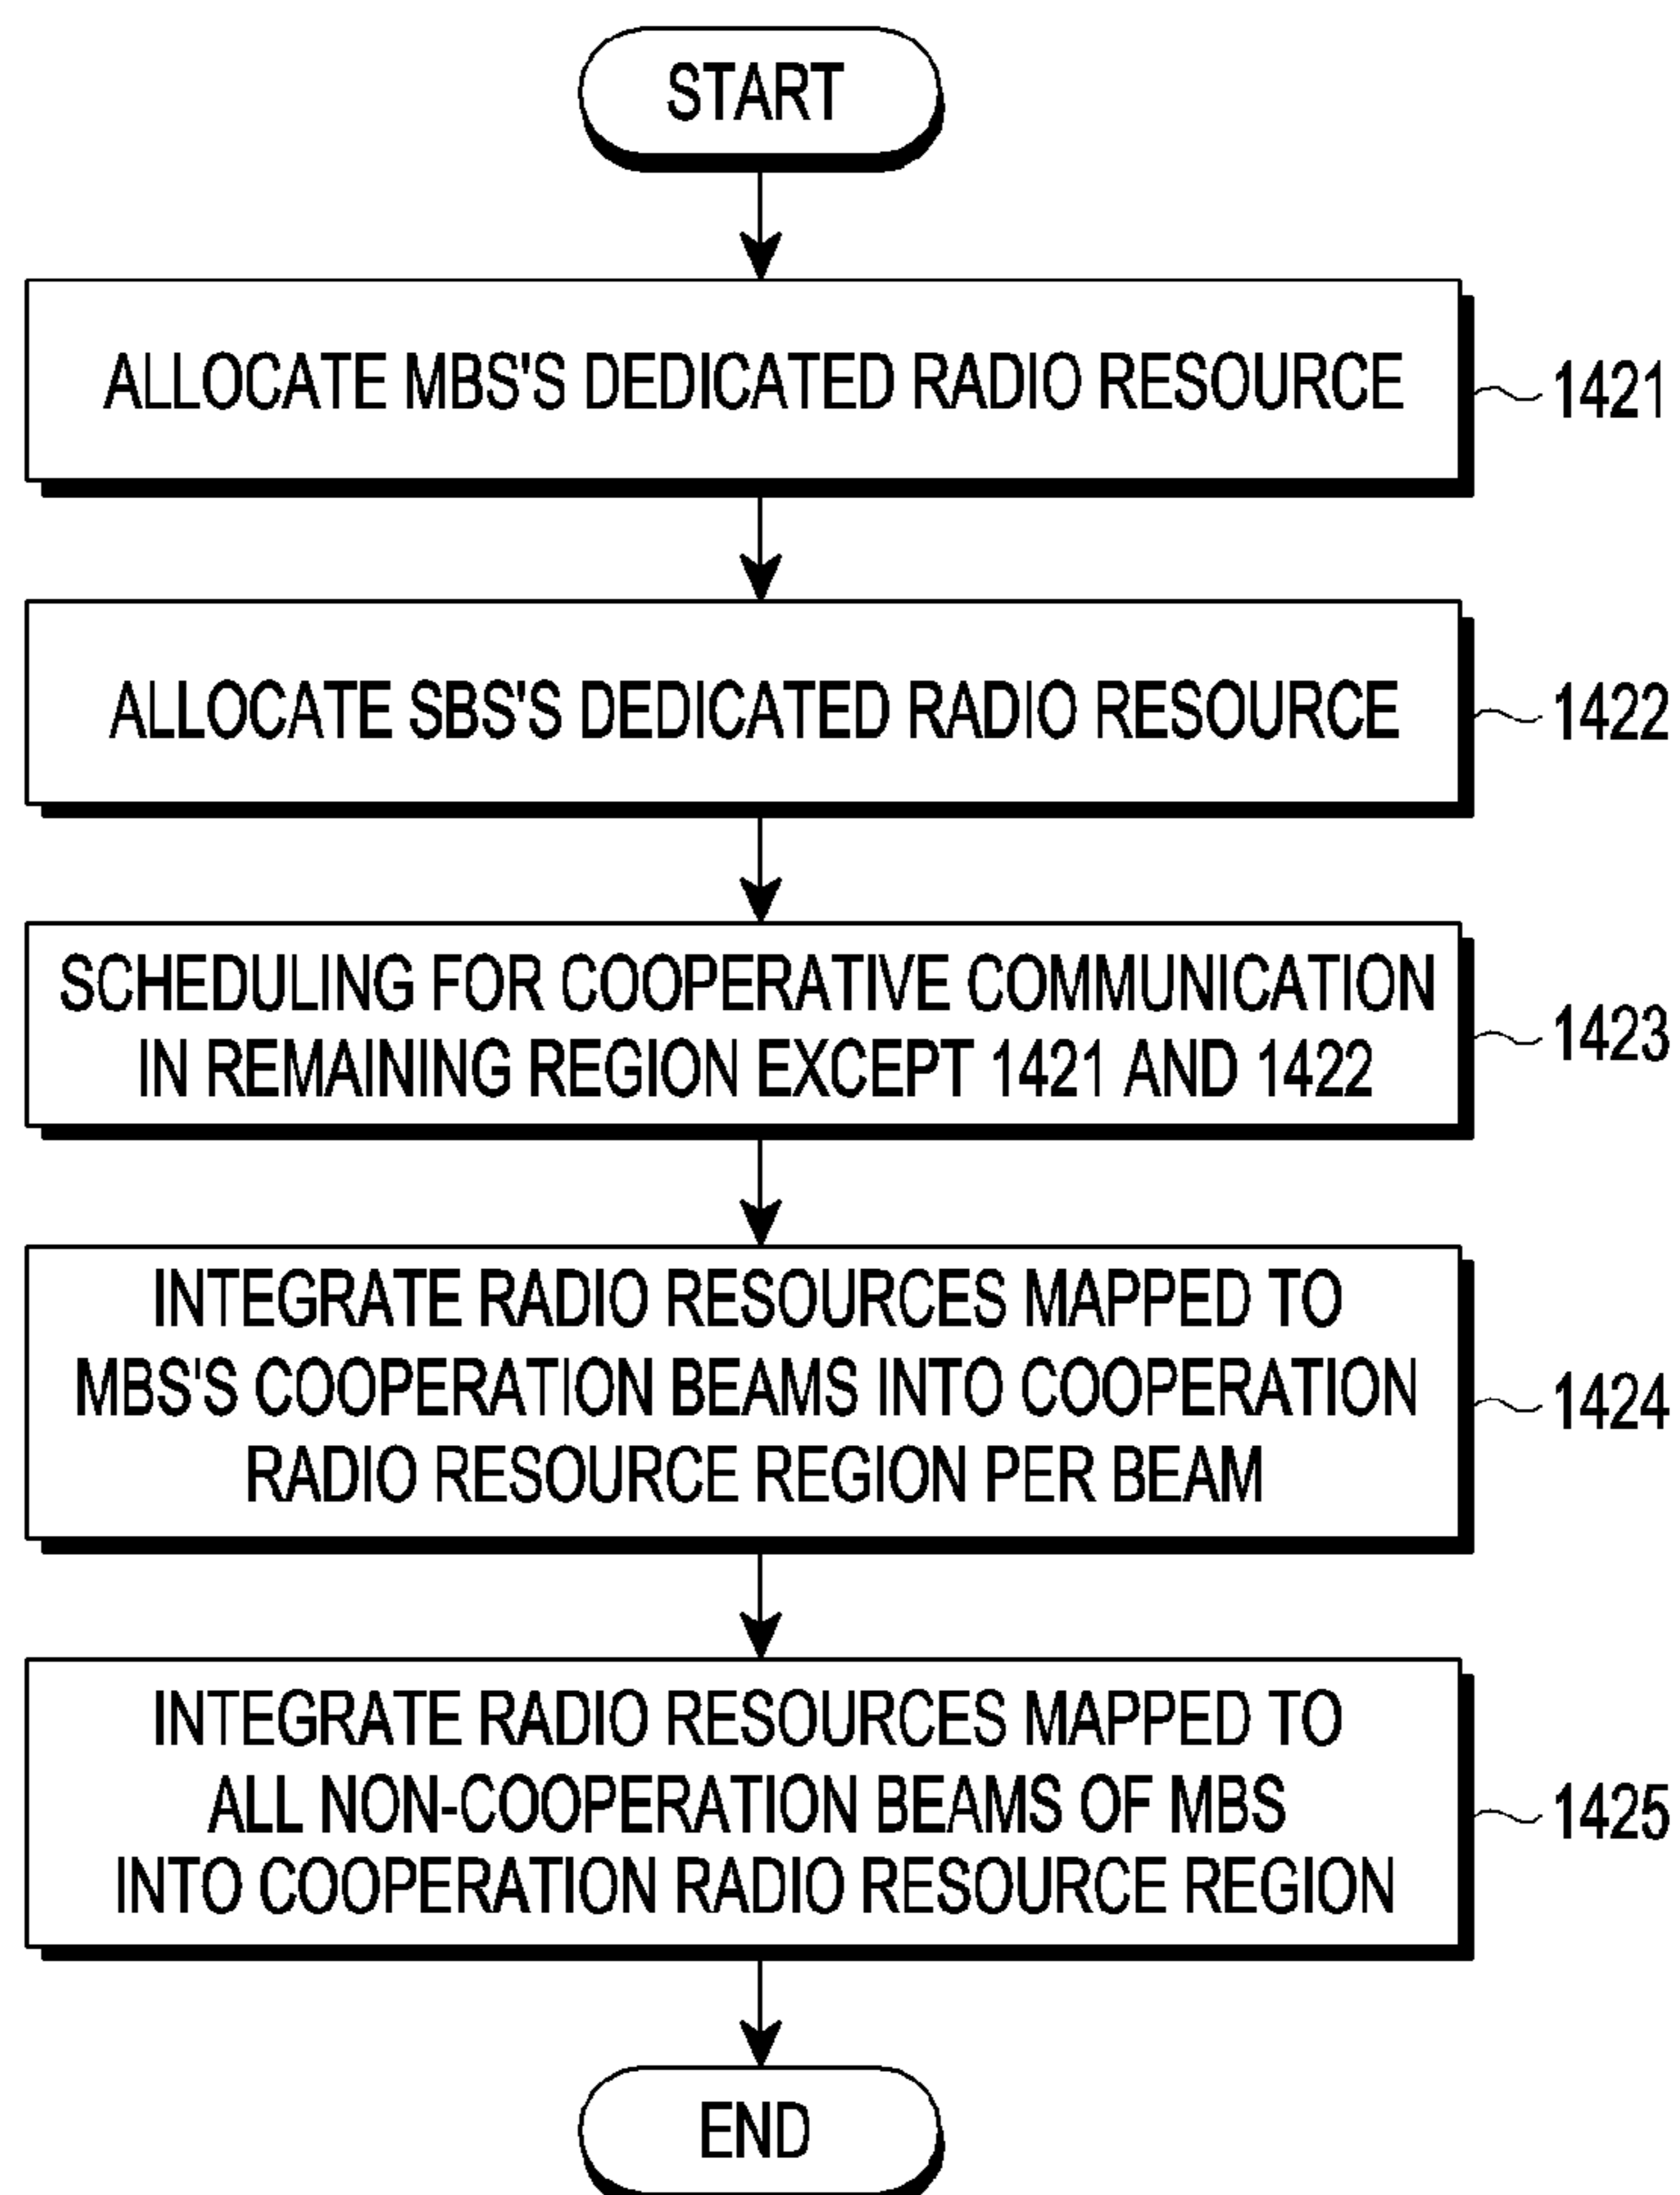 START
ALLOCATE MBS'S DEDICATED RADIO RESOURCE
1421
ALLOCATE SBS'S DEDICATED RADIO RESOURCE
1422
SCHEDULING FOR COOPERATIVE COMMUNICATION
IN REMAINING REGION EXCEPT 1421 AND 1422
1423
INTEGRATE RADIO RESOURCES MAPPED TO
MBS'S COOPERATION BEAMS INTO COOPERATION
RADIO RESOURCE REGION PER BEAM
1424
INTEGRATE RADIO RESOURCES MAPPED TO
ALL NON-COOPERATION BEAMS OF MBS
INTO COOPERATION RADIO RESOURCE REGION
1425
END